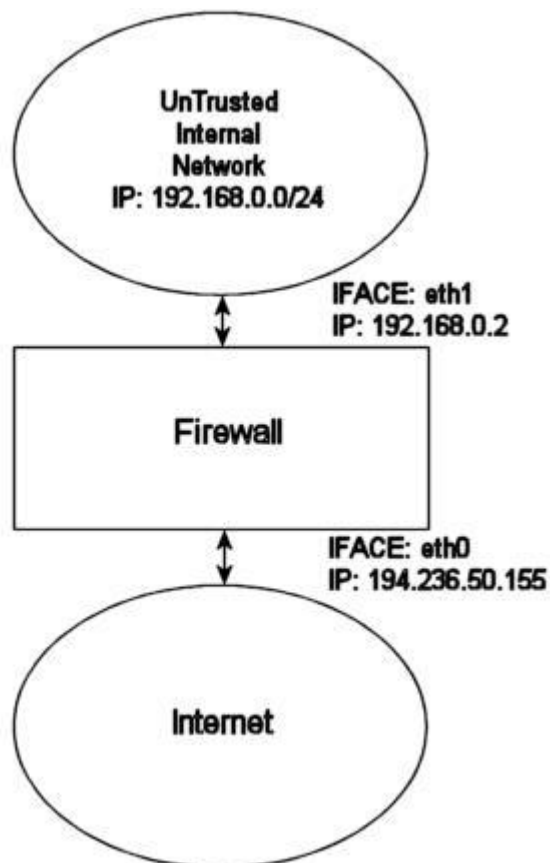 UnTrusted
Internal
Network
IP: 192.168.0.0/24
IFACE: eth1
IP: 192.168.0.2
Firewall
IFACE: eth0
IP: 194.236.50.155
Internet